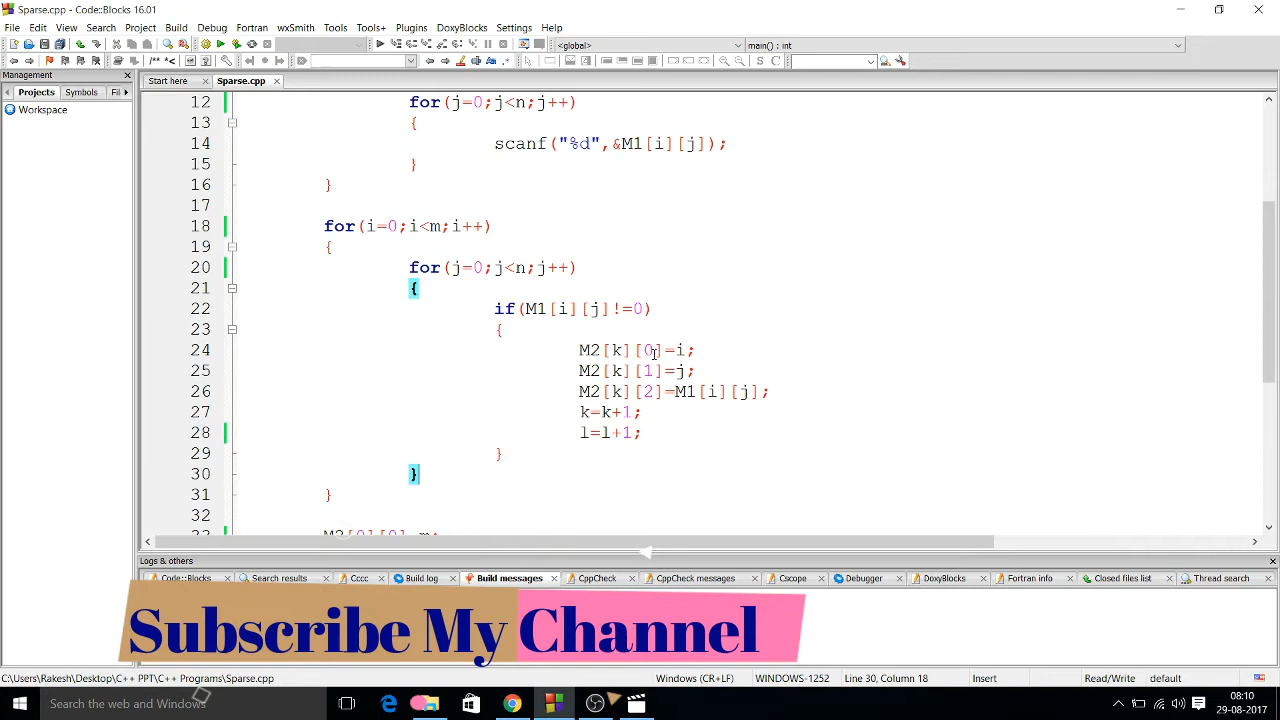 Sparse.cpp - Code::Blocks 16.01
File Edit View Search Project Build Debug Fortran wxSmith Tools Tools+ Plugins DoxyBlocks Settings Help
<global> main() : int
Management
Start here Sparse.cpp
Projects Symbols Fil
Workspace
12 for(j=0;j<n;j++)
13 {
14 scanf("%d",&M1[i][j]);
15 }
16 }
17
18 for(i=0;i<m;i++)
19 {
20 for(j=0;j<n;j++)
21 {
22 if(M1[i][j]!=0)
23 {
24 M2[k][0]=i;
25 M2[k][1]=j;
26 M2[k][2]=M1[i][j];
27 k=k+1;
28 l=l+1;
29 }
30 }
31 }
32
Logs & others
Code::Blocks Search results Cccc Build log Build messages CppCheck CppCheck messages Cscope Debugger DoxyBlocks Fortran info Closed files list Thread search
Subscribe My Channel
C:\Users\Rakesh\Desktop\C++ PPT\C++ Programs\Sparse.cpp Windows (CR+LF) WINDOWS-1252 Line 30, Column 18 Insert Read/Write default
Search the web and Windows
08:10
29-08-2017